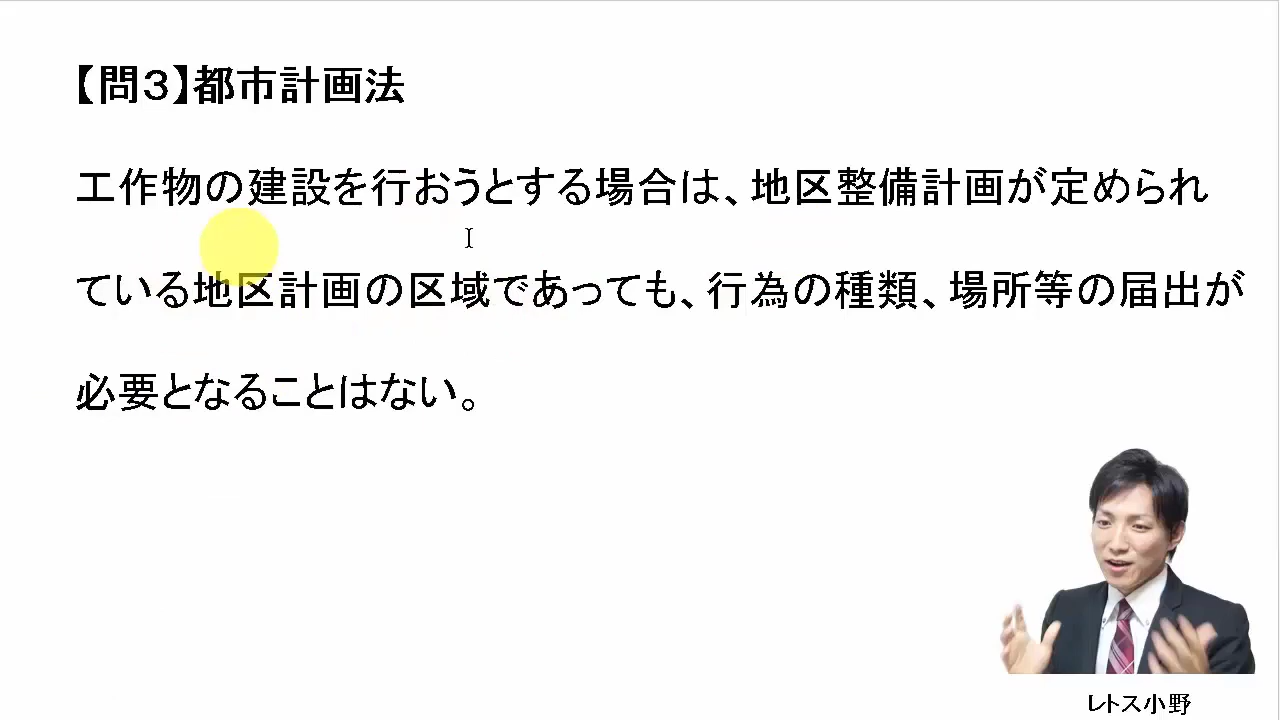 【問３】都市計画法
工作物の建設を行おうとする場合は、地区整備計画が定められ
ている地区計画の区域であっても、行為の種類、場所等の届出が
必要となることはない。
レトス小野